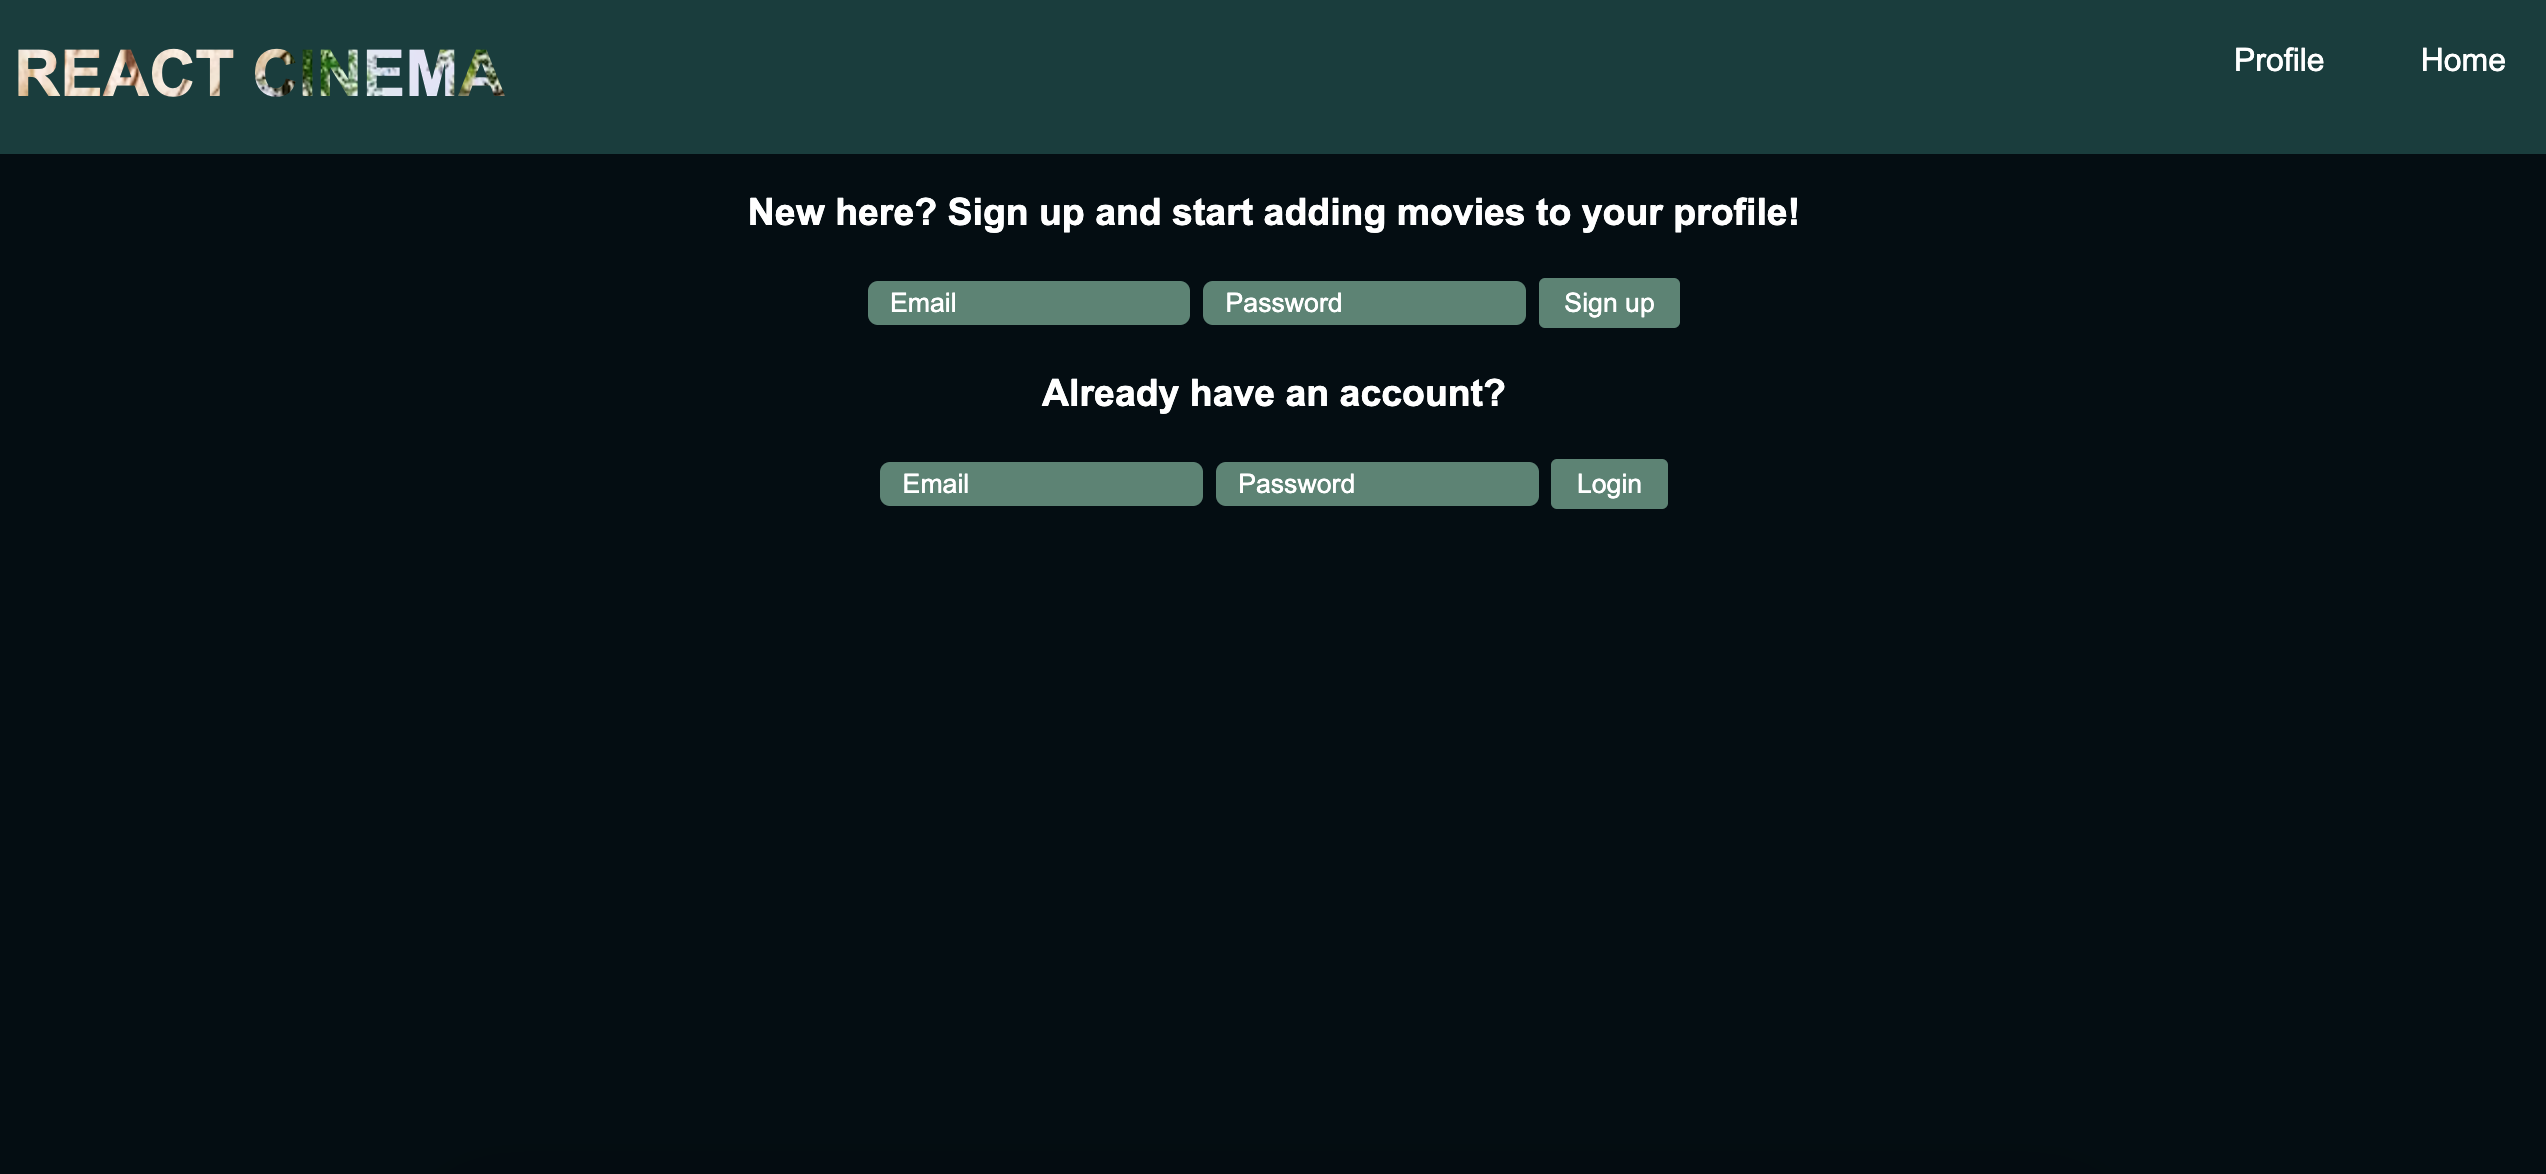 REACT CINEMA
Profile Home
New here? Sign up and start adding movies to your profile!
Email Password Sign up
Already have an account?
Email Password Login